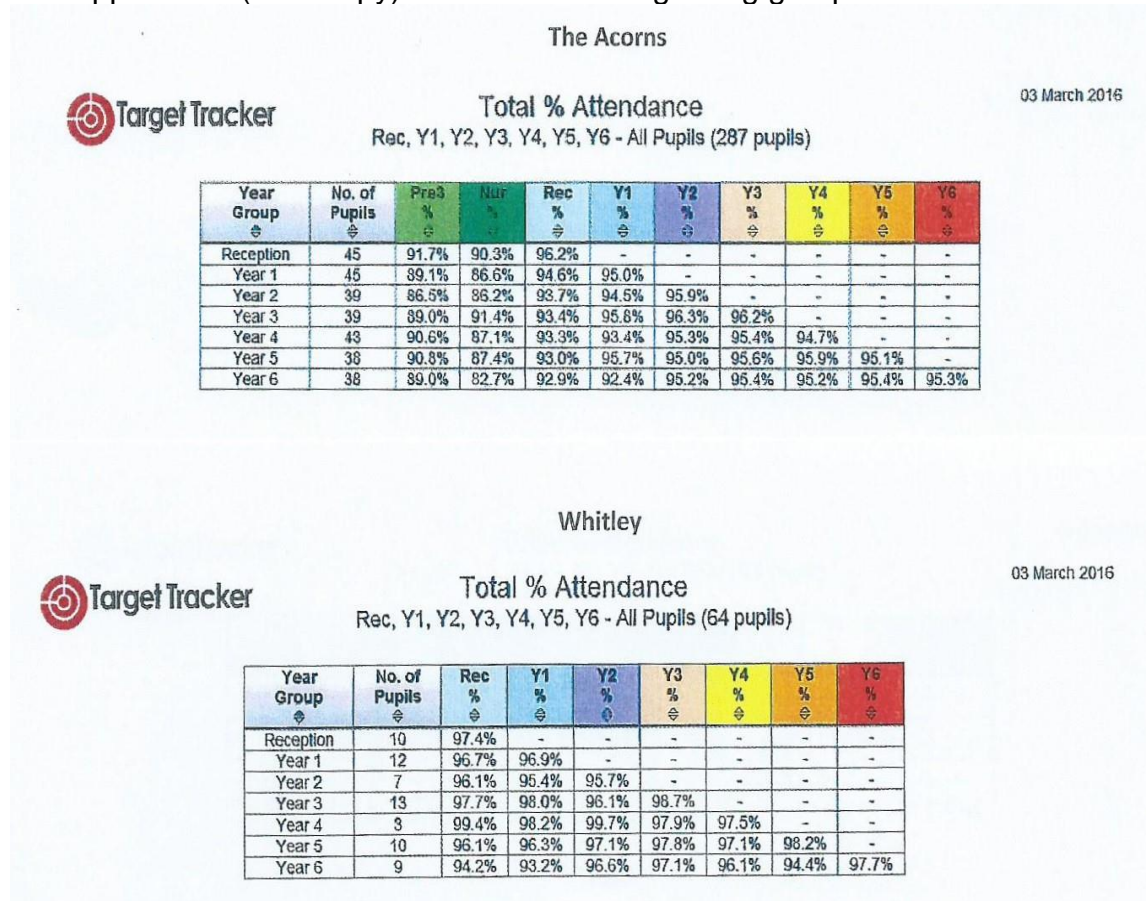 The Acorns
03 March 2016
Target Tracker
Total % Attendance
Rec, Y1, Y2, Y3, Y4, Y5, Y6 - All Pupils (287 pupils)
Year Group No. of Pupils Pre3 % Nur % Rec % Y1 % Y2 % Y3 % Y4 % Y5 % Y6 %
Reception 45 91.7% 90.3% 96.2% - - - - - -
Year 1 45 89.1% 86.6% 94.6% 95.0% - - - - -
Year 2 39 86.5% 86.2% 93.7% 94.5% 95.9% - - - -
Year 3 39 89.0% 91.4% 93.4% 95.8% 96.3% 96.2% - - -
Year 4 43 90.6% 87.1% 93.3% 93.4% 95.3% 95.4% 94.7% - -
Year 5 38 90.8% 87.4% 93.0% 95.7% 95.0% 95.6% 95.9% 95.1% -
Year 6 38 89.0% 82.7% 92.9% 92.4% 95.2% 95.4% 95.2% 95.4% 95.3%
Whitley
03 March 2016
Target Tracker
Total % Attendance
Rec, Y1, Y2, Y3, Y4, Y5, Y6 - All Pupils (64 pupils)
Year Group No. of Pupils Rec % Y1 % Y2 % Y3 % Y4 % Y5 % Y6 %
Reception 10 97.4% - - - - - -
Year 1 12 96.7% 96.9% - - - - -
Year 2 7 96.1% 95.4% 95.7% - - - -
Year 3 13 97.7% 98.0% 96.1% 98.7% - - -
Year 4 3 99.4% 98.2% 99.7% 97.9% 97.5% - -
Year 5 10 96.1% 96.3% 97.1% 97.8% 97.1% 98.2% -
Year 6 9 94.2% 93.2% 96.6% 97.1% 96.1% 94.4% 97.7%